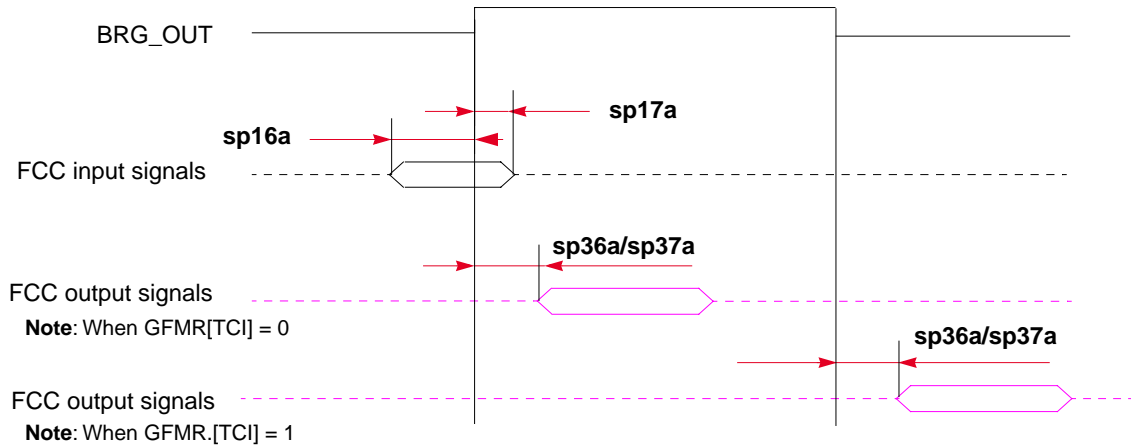 BRG_OUT
sp17a
sp16a
FCC input signals
sp36a/sp37a
FCC output signals
Note: When GFMR[TCI] = 0
sp36a/sp37a
FCC output signals
Note: When GFMR.[TCI] = 1